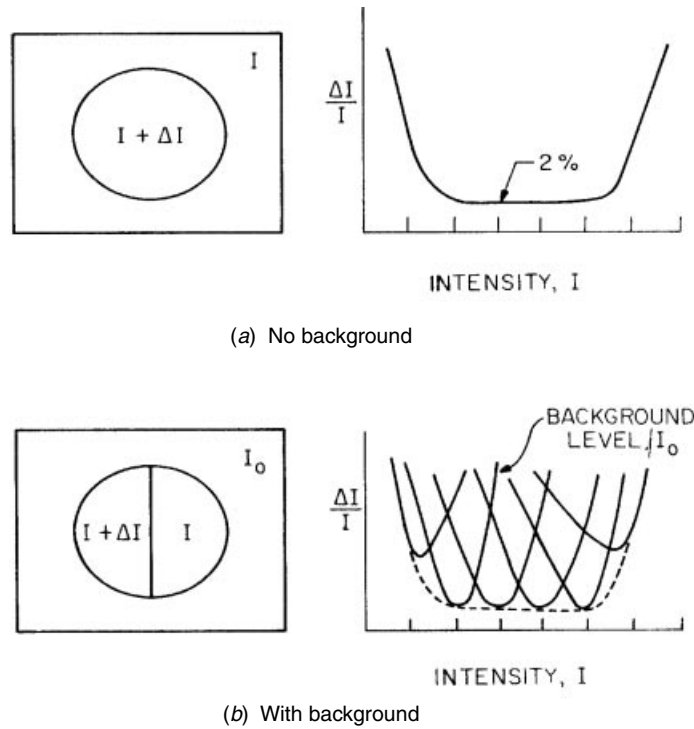 I
I + ΔI
ΔI
I
2 %
INTENSITY, I
(a) No background
I₀
I + ΔI I
BACKGROUND
LEVEL, I₀
ΔI
I
INTENSITY, I
(b) With background